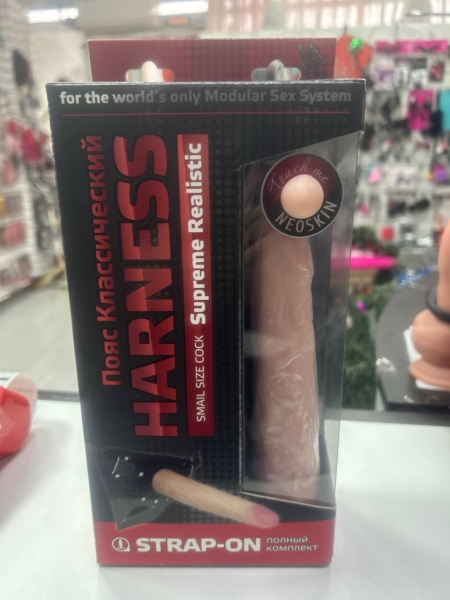 for the world's only Modular Sex System
Пояс Классический
HARNESS
SMAIL SIZE COCK Supreme Realistic
Touch me
NEOSKIN
STRAP-ON полный
комплект